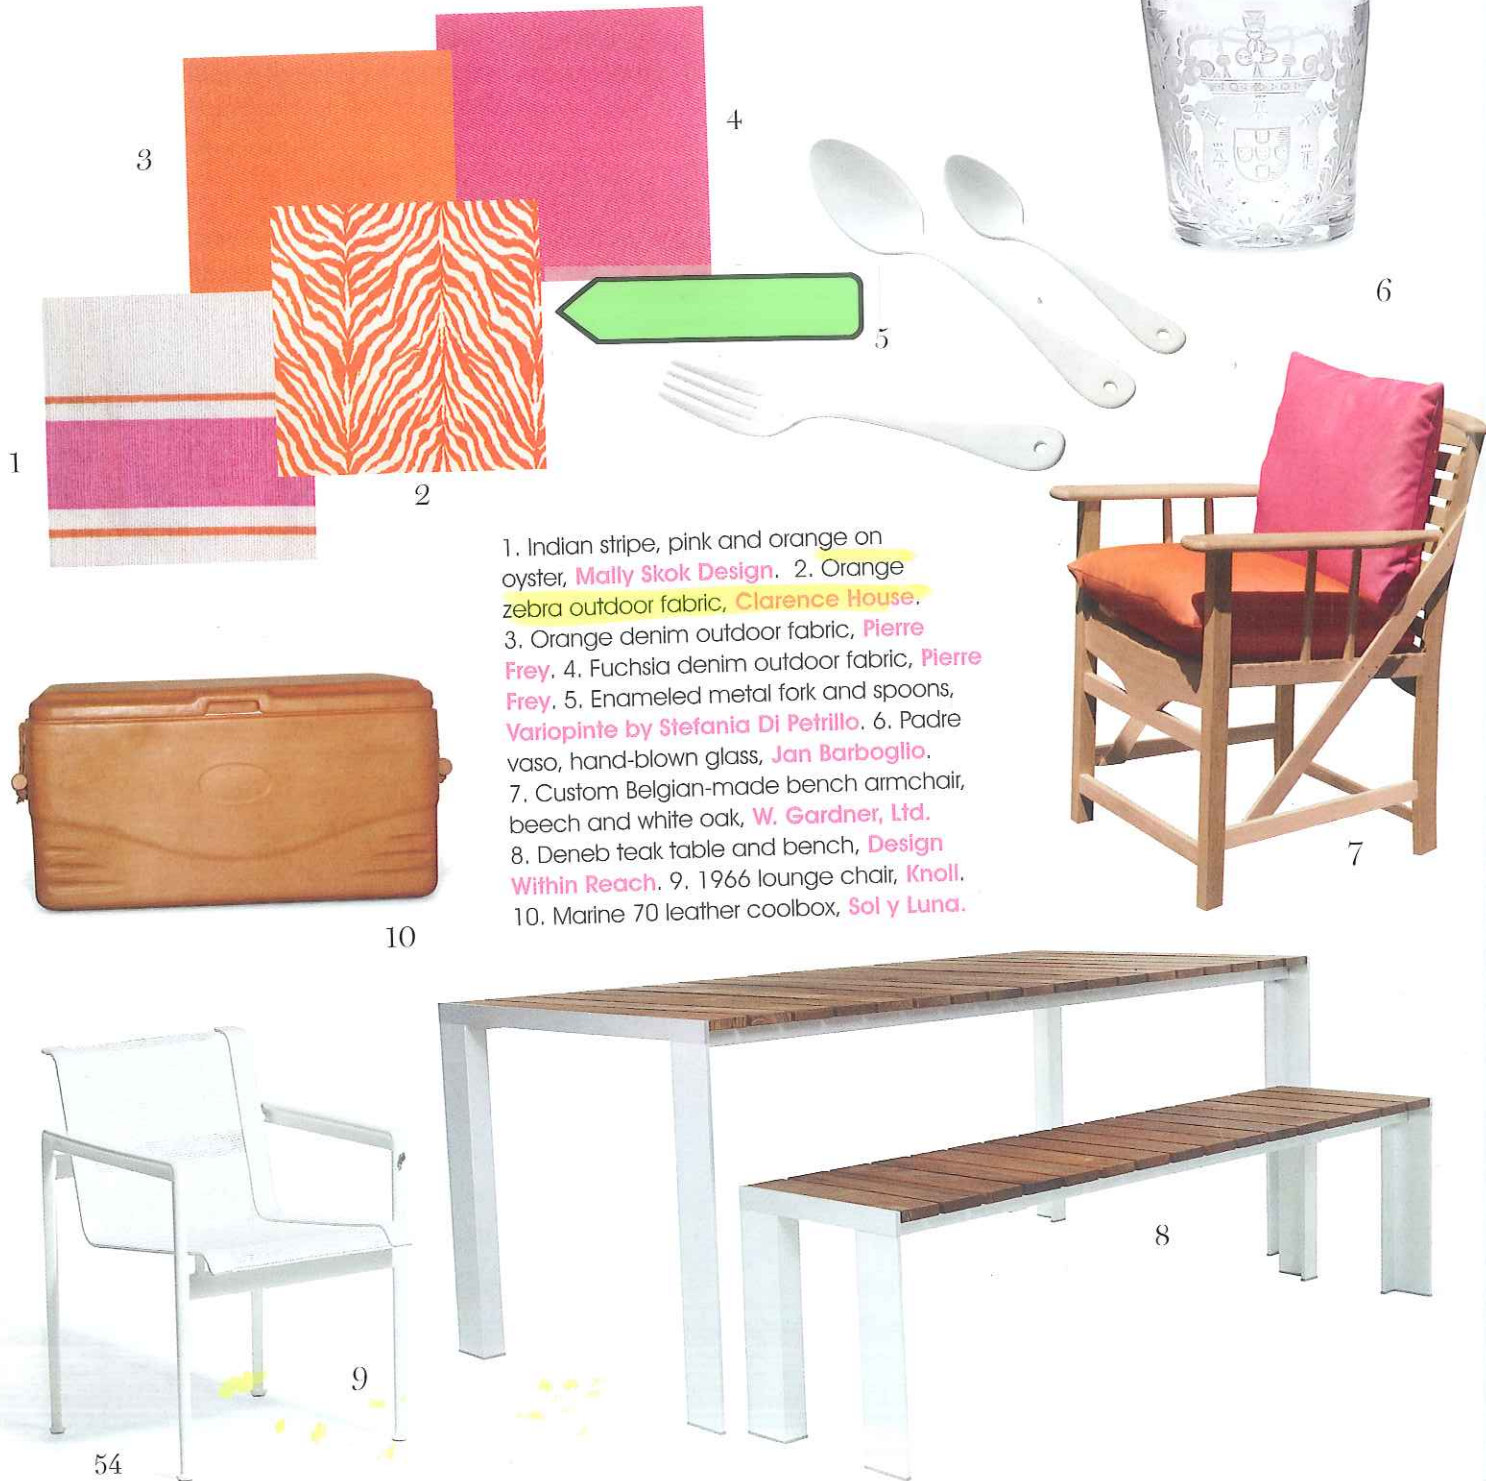 3
4
6
5
1
2
1. Indian stripe, pink and orange on
oyster, Mally Skok Design. 2. Orange
zebra outdoor fabric, Clarence House.
3. Orange denim outdoor fabric, Pierre
Frey. 4. Fuchsia denim outdoor fabric, Pierre
Frey. 5. Enameled metal fork and spoons,
Variopinte by Stefania Di Petrillo. 6. Padre
vaso, hand-blown glass, Jan Barboglio.
7. Custom Belgian-made bench armchair,
beech and white oak, W. Gardner, Ltd.
8. Deneb teak table and bench, Design
Within Reach. 9. 1966 lounge chair, Knoll.
10. Marine 70 leather coolbox, Sol y Luna.
7
10
8
9
54